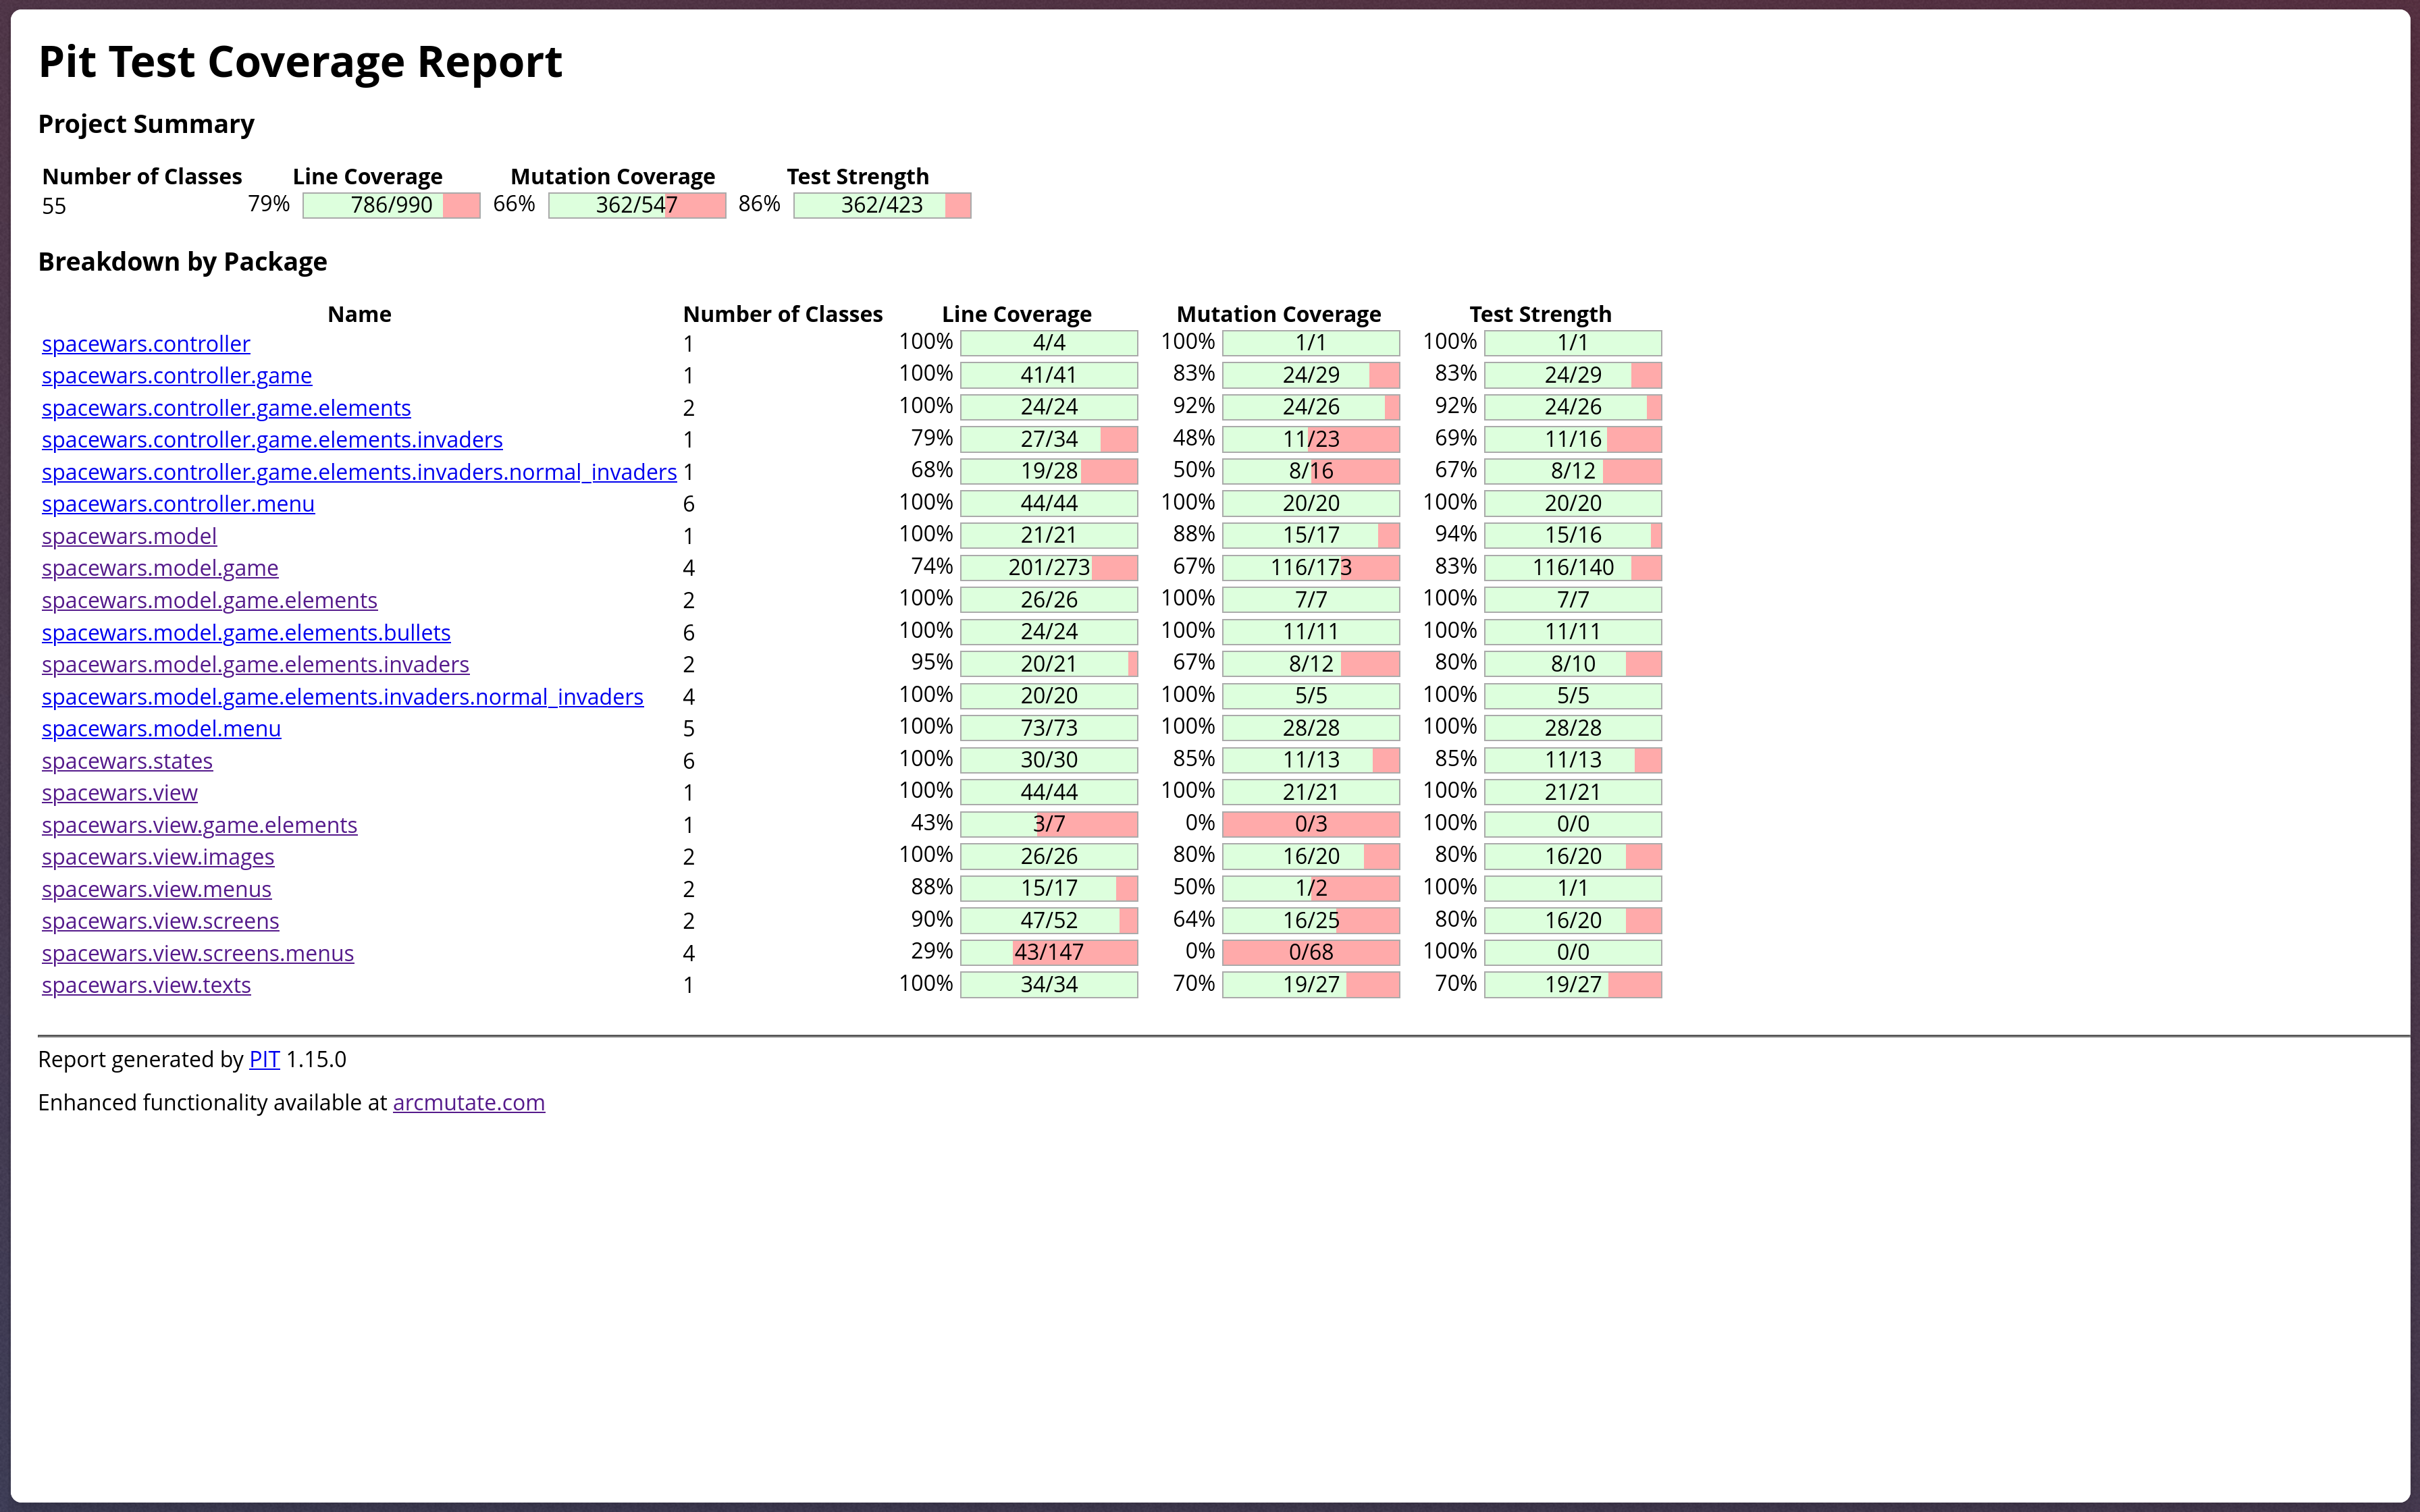 Pit Test Coverage Report
Project Summary
Number of Classes Line Coverage Mutation Coverage Test Strength
55 79% 786/990 66% 362/547 86% 362/423
Breakdown by Package
Name Number of Classes Line Coverage Mutation Coverage Test Strength
spacewars.controller 1 100% 4/4 100% 1/1 100% 1/1
spacewars.controller.game 1 100% 41/41 83% 24/29 83% 24/29
spacewars.controller.game.elements 2 100% 24/24 92% 24/26 92% 24/26
spacewars.controller.game.elements.invaders 1 79% 27/34 48% 11/23 69% 11/16
spacewars.controller.game.elements.invaders.normal_invaders 1 68% 19/28 50% 8/16 67% 8/12
spacewars.controller.menu 6 100% 44/44 100% 20/20 100% 20/20
spacewars.model 1 100% 21/21 88% 15/17 94% 15/16
spacewars.model.game 4 74% 201/273 67% 116/173 83% 116/140
spacewars.model.game.elements 2 100% 26/26 100% 7/7 100% 7/7
spacewars.model.game.elements.bullets 6 100% 24/24 100% 11/11 100% 11/11
spacewars.model.game.elements.invaders 2 95% 20/21 67% 8/12 80% 8/10
spacewars.model.game.elements.invaders.normal_invaders 4 100% 20/20 100% 5/5 100% 5/5
spacewars.model.menu 5 100% 73/73 100% 28/28 100% 28/28
spacewars.states 6 100% 30/30 85% 11/13 85% 11/13
spacewars.view 1 100% 44/44 100% 21/21 100% 21/21
spacewars.view.game.elements 1 43% 3/7 0% 0/3 100% 0/0
spacewars.view.images 2 100% 26/26 80% 16/20 80% 16/20
spacewars.view.menus 2 88% 15/17 50% 1/2 100% 1/1
spacewars.view.screens 2 90% 47/52 64% 16/25 80% 16/20
spacewars.view.screens.menus 4 29% 43/147 0% 0/68 100% 0/0
spacewars.view.texts 1 100% 34/34 70% 19/27 70% 19/27
Report generated by PIT 1.15.0
Enhanced functionality available at arcmutate.com